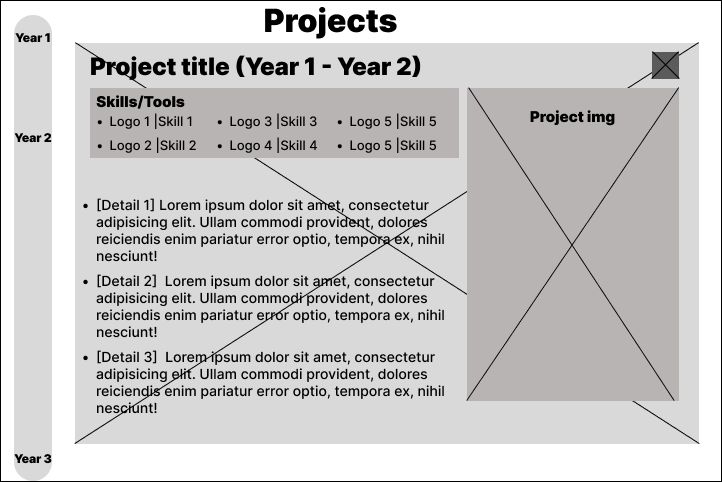 Projects
Year 1
Project title (Year 1 - Year 2)
Skills/Tools
• Logo 1 |Skill 1 • Logo 3 |Skill 3 • Logo 5 |Skill 5
• Logo 2 |Skill 2 • Logo 4 |Skill 4 • Logo 5 |Skill 5
Project img
Year 2
• [Detail 1] Lorem ipsum dolor sit amet, consectetur
adipisicing elit. Ullam commodi provident, dolores
reiciendis enim pariatur error optio, tempora ex, nihil
nesciunt!
• [Detail 2]  Lorem ipsum dolor sit amet, consectetur
adipisicing elit. Ullam commodi provident, dolores
reiciendis enim pariatur error optio, tempora ex, nihil
nesciunt!
• [Detail 3]  Lorem ipsum dolor sit amet, consectetur
adipisicing elit. Ullam commodi provident, dolores
reiciendis enim pariatur error optio, tempora ex, nihil
nesciunt!
Year 3